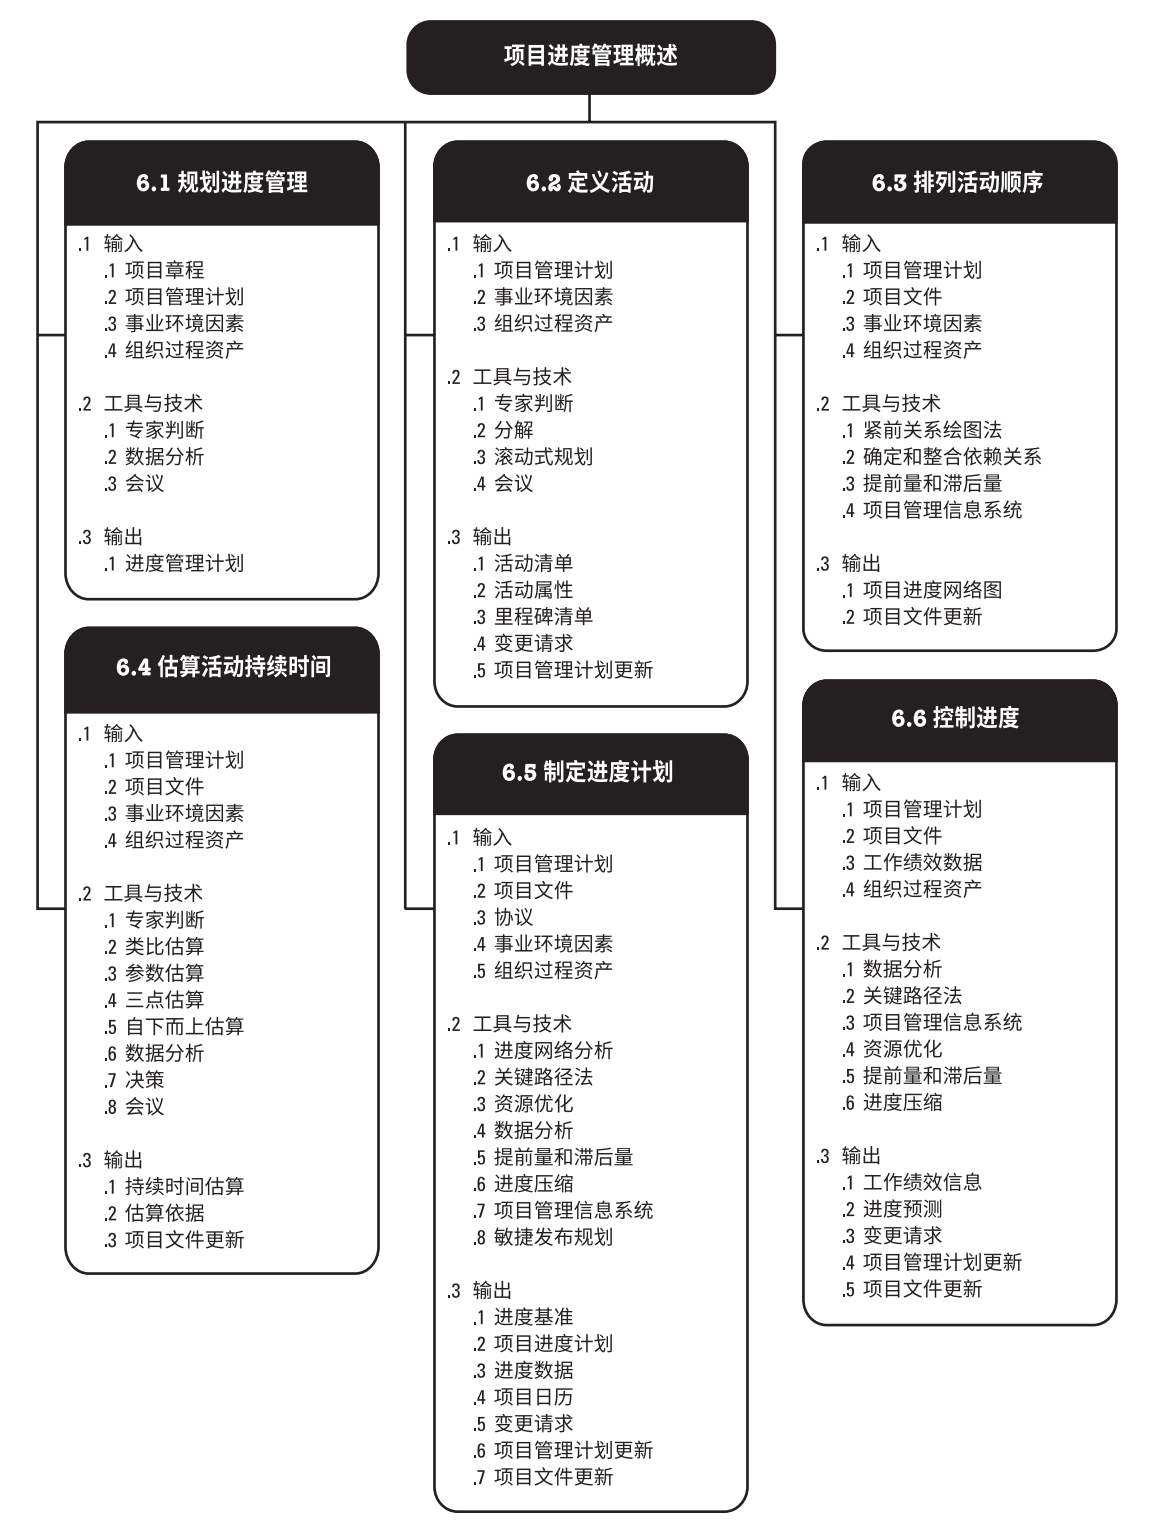 项目进度管理概述
6.1 规划进度管理
.1 输入
.1 项目章程
.2 项目管理计划
.3 事业环境因素
.4 组织过程资产
.2 工具与技术
.1 专家判断
.2 数据分析
.3 会议
.3 输出
.1 进度管理计划
6.2 定义活动
.1 输入
.1 项目管理计划
.2 事业环境因素
.3 组织过程资产
.2 工具与技术
.1 专家判断
.2 分解
.3 滚动式规划
.4 会议
.3 输出
.1 活动清单
.2 活动属性
.3 里程碑清单
.4 变更请求
.5 项目管理计划更新
6.3 排列活动顺序
.1 输入
.1 项目管理计划
.2 项目文件
.3 事业环境因素
.4 组织过程资产
.2 工具与技术
.1 紧前关系绘图法
.2 确定和整合依赖关系
.3 提前量和滞后量
.4 项目管理信息系统
.3 输出
.1 项目进度网络图
.2 项目文件更新
6.4 估算活动持续时间
.1 输入
.1 项目管理计划
.2 项目文件
.3 事业环境因素
.4 组织过程资产
.2 工具与技术
.1 专家判断
.2 类比估算
.3 参数估算
.4 三点估算
.5 自下而上估算
.6 数据分析
.7 决策
.8 会议
.3 输出
.1 持续时间估算
.2 估算依据
.3 项目文件更新
6.5 制定进度计划
.1 输入
.1 项目管理计划
.2 项目文件
.3 协议
.4 事业环境因素
.5 组织过程资产
.2 工具与技术
.1 进度网络分析
.2 关键路径法
.3 资源优化
.4 数据分析
.5 提前量和滞后量
.6 进度压缩
.7 项目管理信息系统
.8 敏捷发布规划
.3 输出
.1 进度基准
.2 项目进度计划
.3 进度数据
.4 项目日历
.5 变更请求
.6 项目管理计划更新
.7 项目文件更新
6.6 控制进度
.1 输入
.1 项目管理计划
.2 项目文件
.3 工作绩效数据
.4 组织过程资产
.2 工具与技术
.1 数据分析
.2 关键路径法
.3 项目管理信息系统
.4 资源优化
.5 提前量和滞后量
.6 进度压缩
.3 输出
.1 工作绩效信息
.2 进度预测
.3 变更请求
.4 项目管理计划更新
.5 项目文件更新